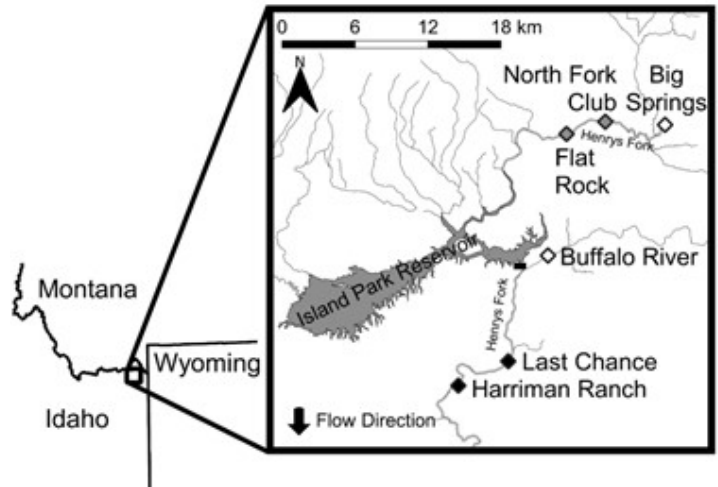 0 6 12 18 km
N
North Fork Big
Club Springs
Henrys Fork
Flat
Rock
Island Park Reservoir
Buffalo River
Henrys Fork
Last Chance
Harriman Ranch
Flow Direction
Montana
Wyoming
Idaho